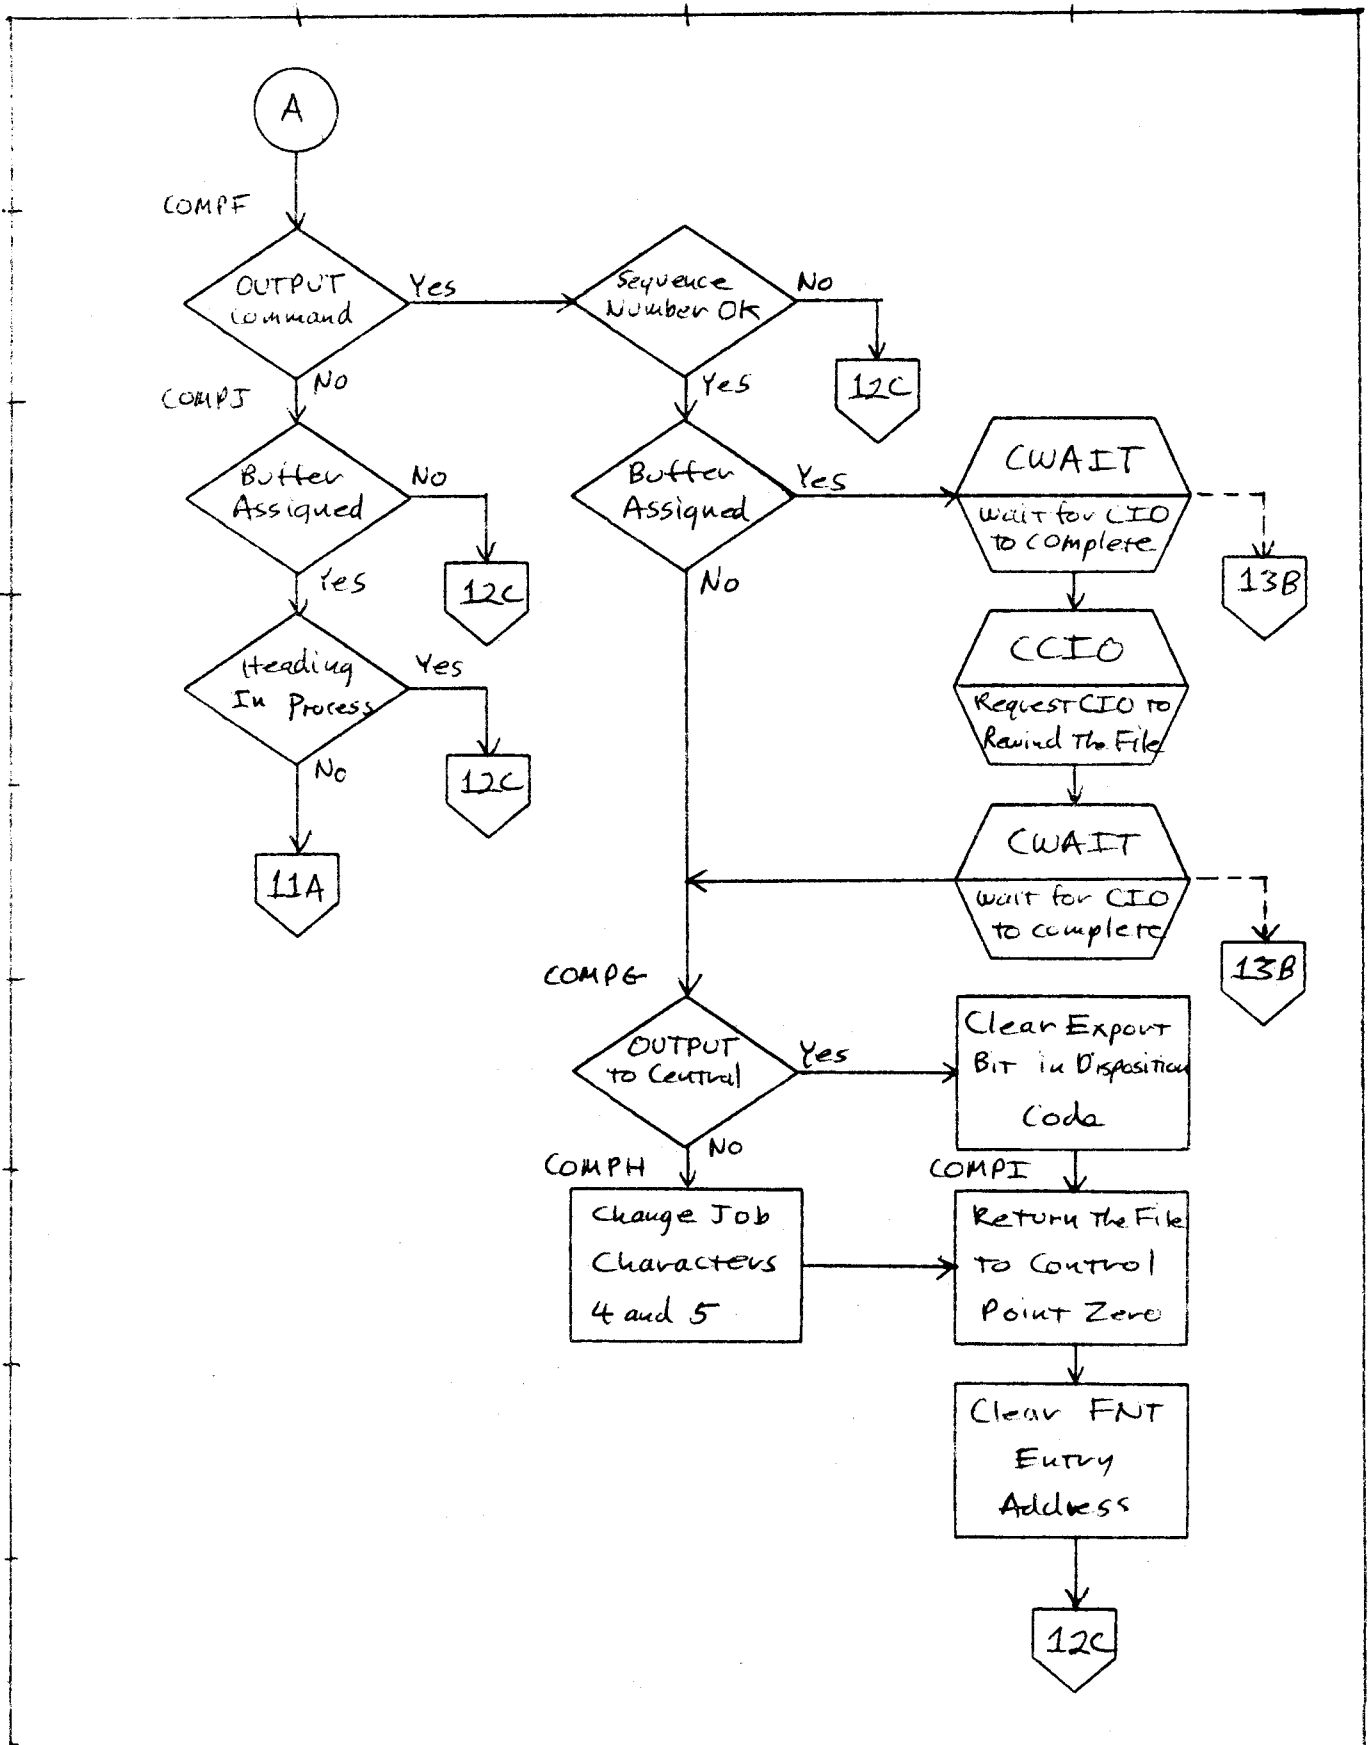 A
COMPF
OUTPUT
Command
Yes
Sequence
Number OK
No
12C
No
Yes
COMPJ
Buffer
Assigned
No
12C
Buffer
Assigned
Yes
CWAIT
Wait for CIO
to complete
13B
Yes
No
Heading
In Process
Yes
12C
CCIO
Request CIO to
Rewind The File
No
11A
CWAIT
Wait for CIO
to complete
13B
COMPG
OUTPUT
to Central
Yes
Clear Export
Bit in Disposition
Code
No
COMPH
COMPI
Change Job
Characters
4 and 5
Return The File
to Control
Point Zero
Clear FNT
Entry
Address
12C